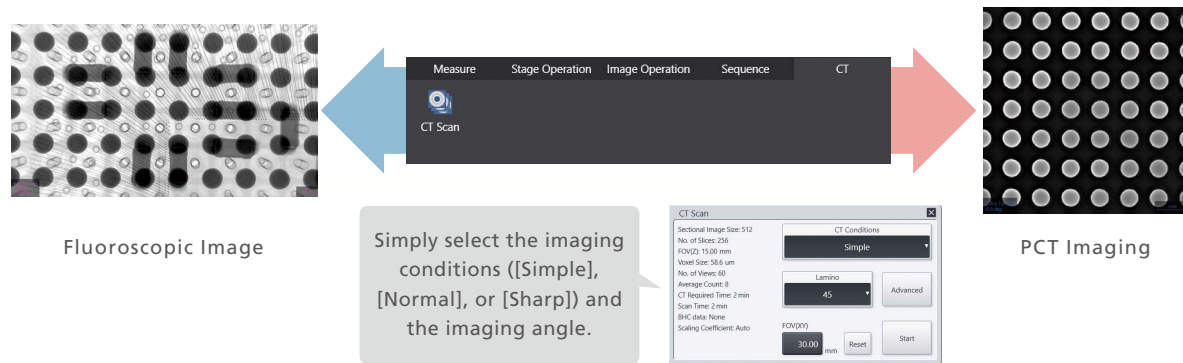 Measure Stage Operation Image Operation Sequence CT
CT Scan
Fluoroscopic Image
Simply select the imaging
conditions ([Simple],
[Normal], or [Sharp]) and
the imaging angle.
CT Scan
Sectional Image Size: 512
No. of Slices: 256
FOV(Z): 15.00 mm
Voxel Size: 58.6 um
No. of Views: 60
Average Count: 8
CT Required Time: 2 min
Scan Time: 2 min
BHC data: None
Scaling Coefficient: Auto
CT Conditions
Simple
Lamino
45
Advanced
FOV(XY)
30.00 mm
Reset
Start
PCT Imaging